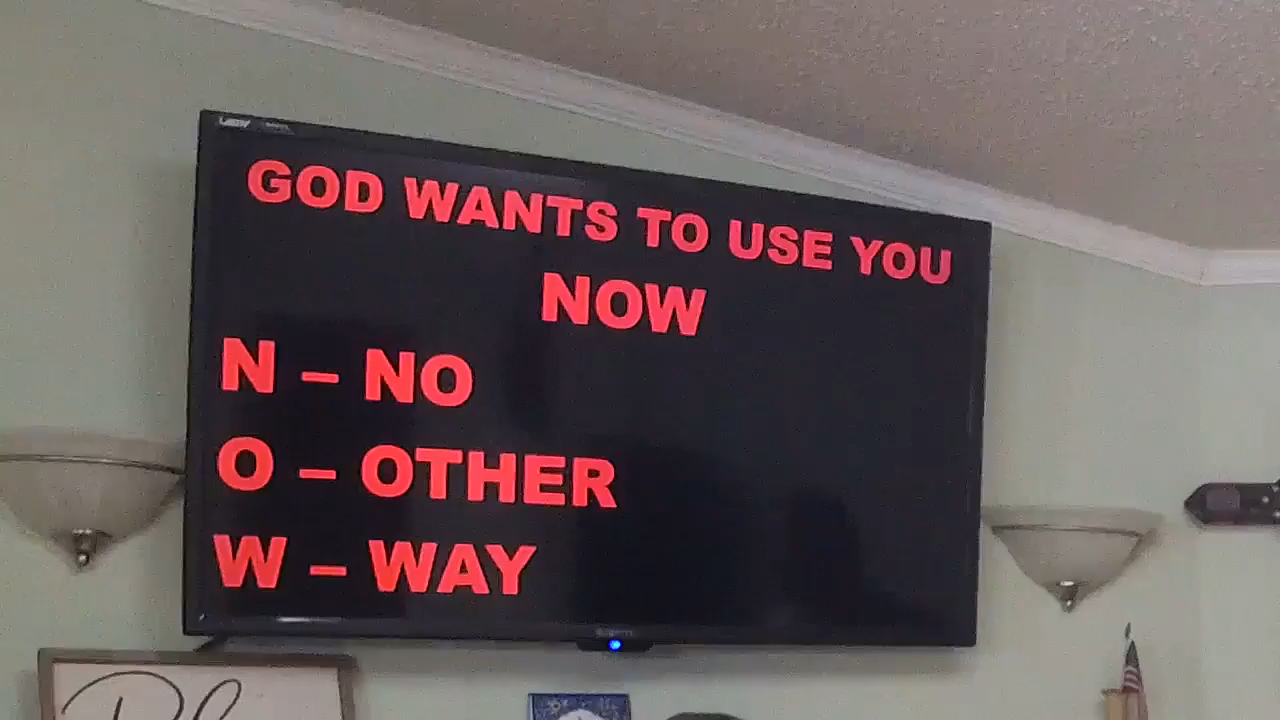 GOD WANTS TO USE YOU
NOW
N – NO
O – OTHER
W – WAY